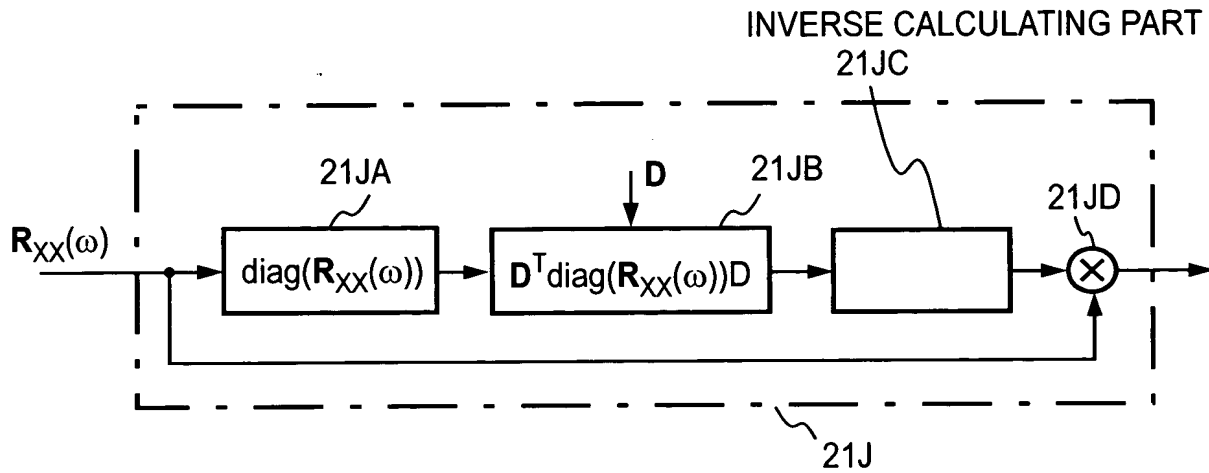 INVERSE CALCULATING PART
21JC
21JA
D
21JB
21JD
R_XX(ω)
diag(R_XX(ω))
D^T diag(R_XX(ω))D
21J